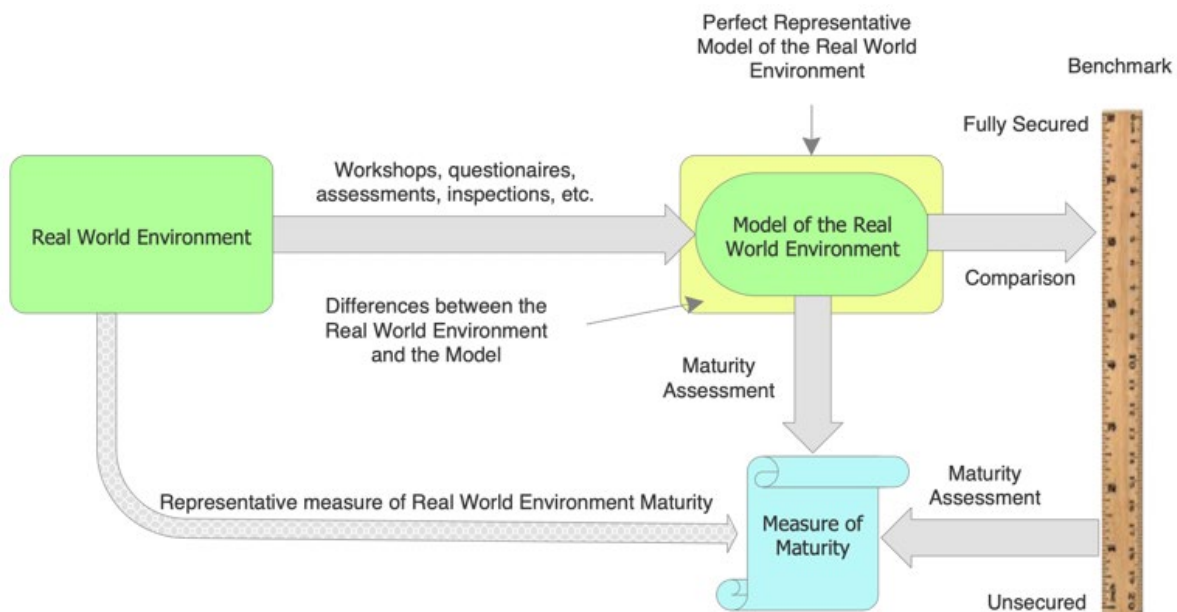 Perfect Representative
Model of the Real World
Environment
Benchmark
Fully Secured
Workshops, questionaires,
assessments, inspections, etc.
Real World Environment
Model of the Real
World Environment
Comparison
Differences between the
Real World Environment
and the Model
Maturity
Assessment
Representative measure of Real World Environment Maturity
Measure of
Maturity
Maturity
Assessment
Unsecured